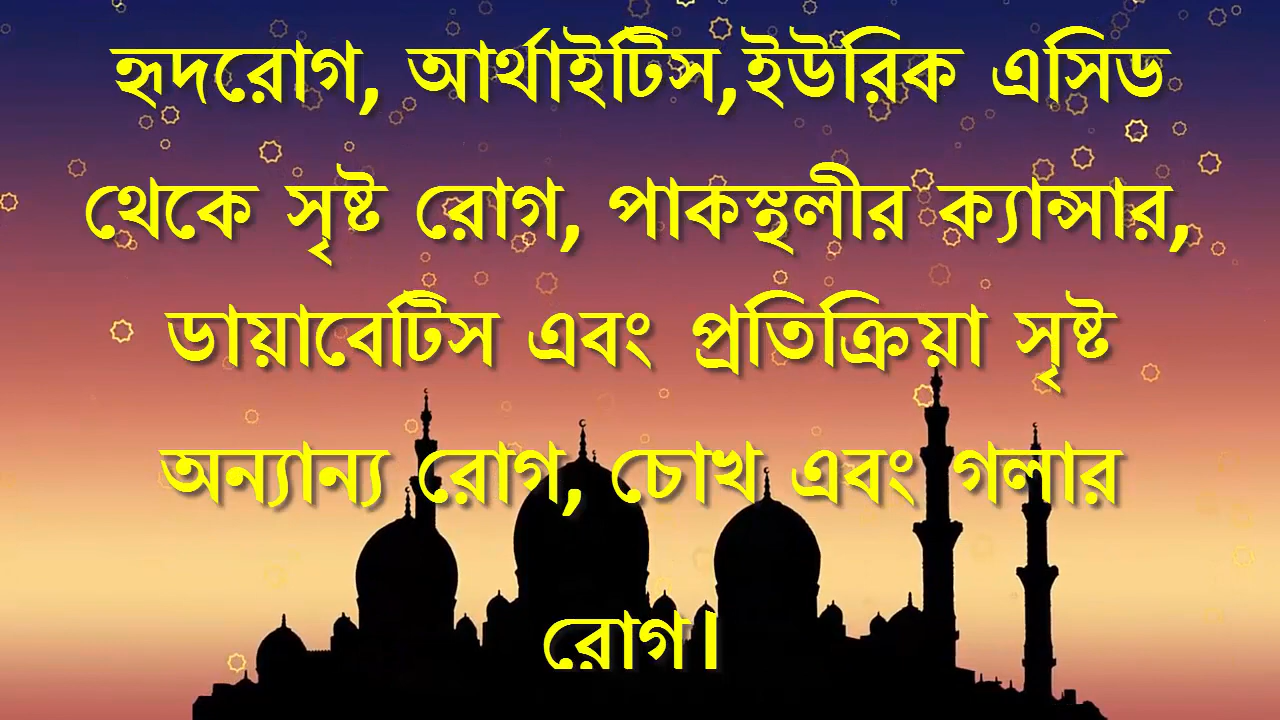 হৃদরোগ, আর্থাইটিস,ইউরিক এসিড
থেকে সৃষ্ট রোগ, পাকস্থলীর ক্যান্সার,
ডায়াবেটিস এবং প্রতিক্রিয়া সৃষ্ট
অন্যান্য রোগ, চোখ এবং গলার
রোগ।